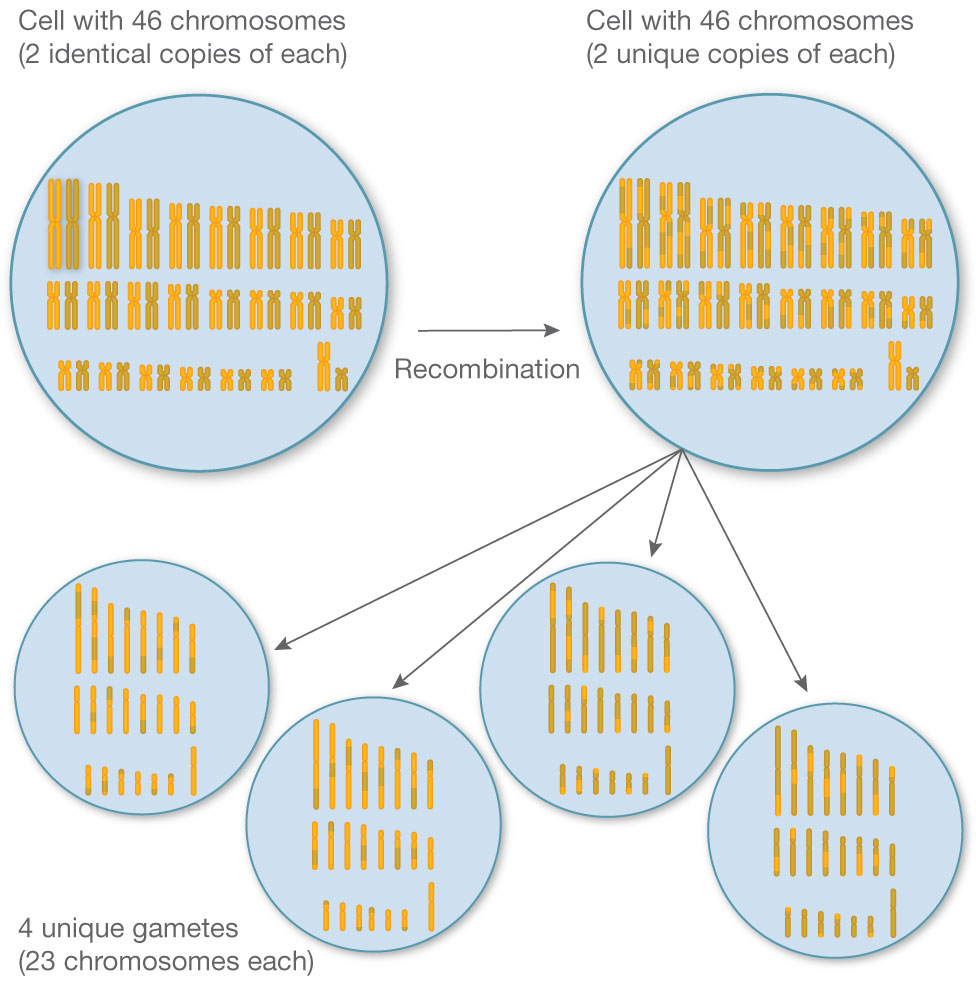 Cell with 46 chromosomes
(2 identical copies of each)
Cell with 46 chromosomes
(2 unique copies of each)
Recombination
4 unique gametes
(23 chromosomes each)